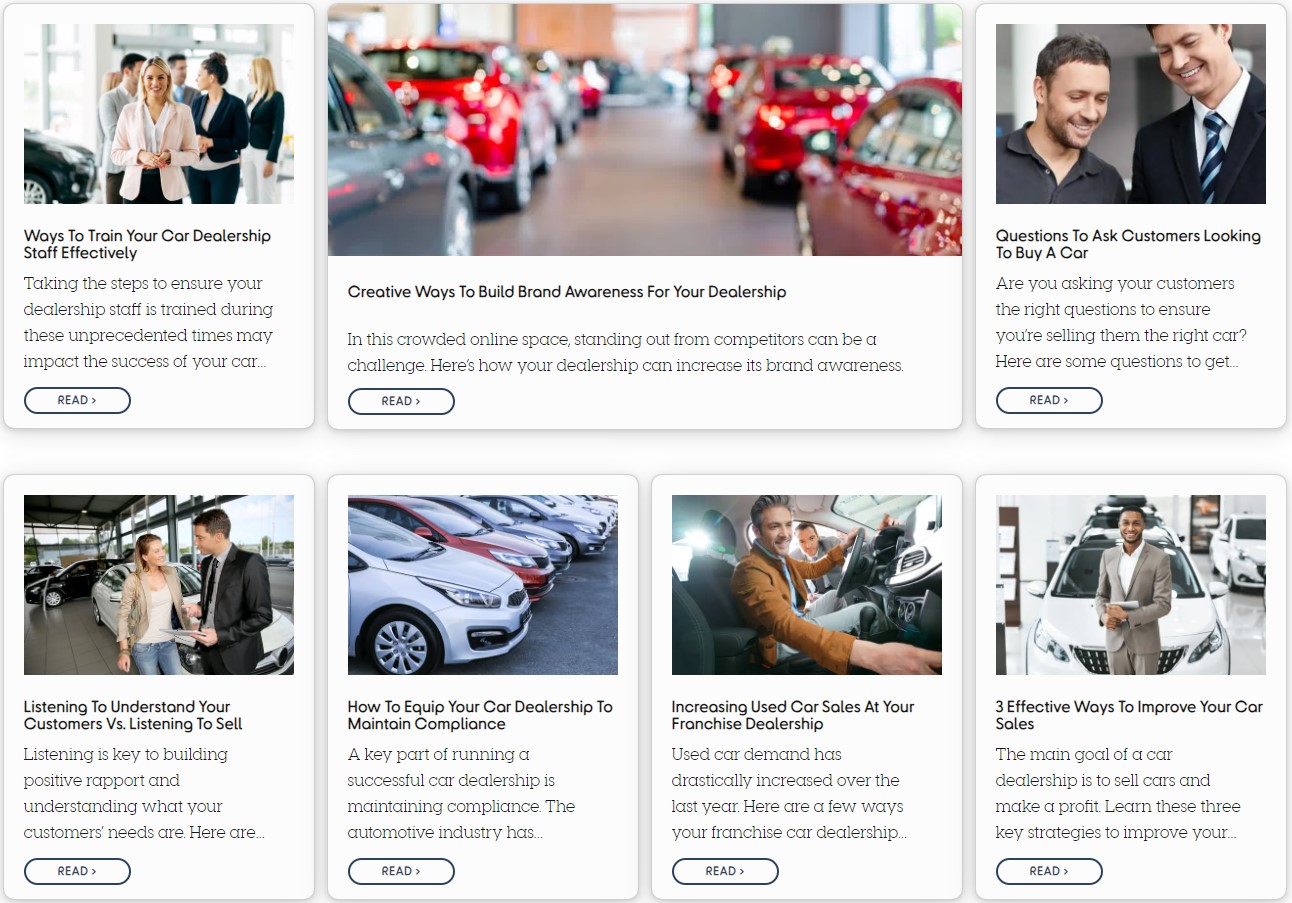 Ways To Train Your Car Dealership
Staff Effectively
Taking the steps to ensure your
dealership staff is trained during
these unprecedented times may
impact the success of your car...
READ ›
Creative Ways To Build Brand Awareness For Your Dealership
In this crowded online space, standing out from competitors can be a
challenge. Here's how your dealership can increase its brand awareness.
READ ›
Questions To Ask Customers Looking
To Buy A Car
Are you asking your customers
the right questions to ensure
you're selling them the right car?
Here are some questions to get...
READ ›
Listening To Understand Your
Customers Vs. Listening To Sell
Listening is key to building
positive rapport and
understanding what your
customers' needs are. Here are...
READ ›
How To Equip Your Car Dealership To
Maintain Compliance
A key part of running a
successful car dealership is
maintaining compliance. The
automotive industry has...
READ ›
Increasing Used Car Sales At Your
Franchise Dealership
Used car demand has
drastically increased over the
last year. Here are a few ways
your franchise car dealership...
READ ›
3 Effective Ways To Improve Your Car
Sales
The main goal of a car
dealership is to sell cars and
make a profit. Learn these three
key strategies to improve your...
READ ›